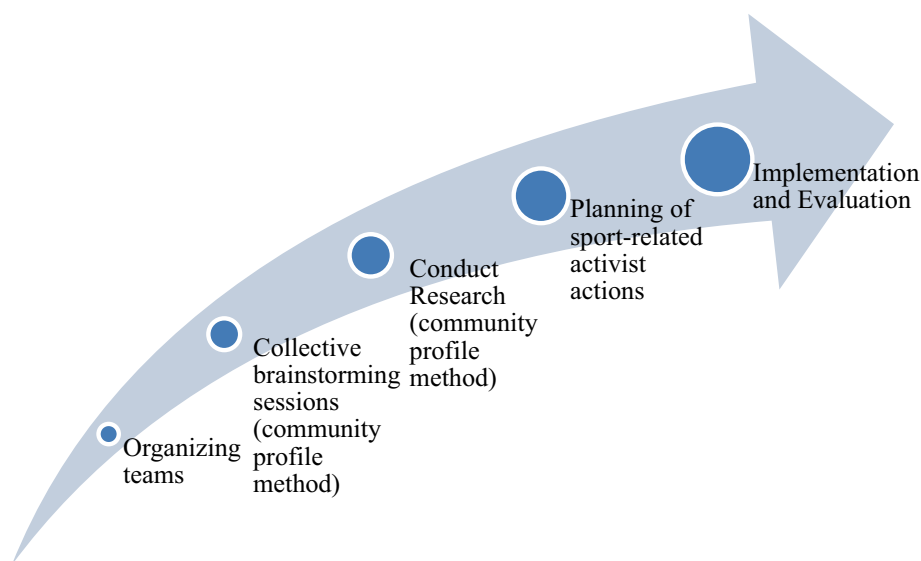 Organizing
teams
Collective
brainstorming
sessions
(community
profile
method)
Conduct
Research
(community
profile
method)
Planning of
sport-related
activist
actions
Implementation
and Evaluation